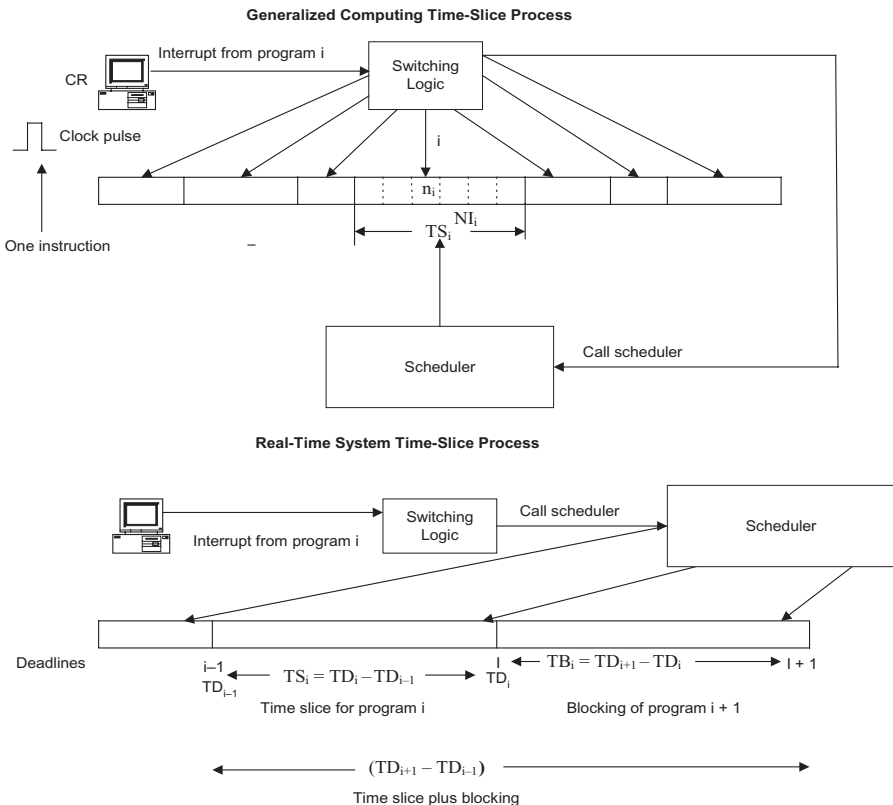 Generalized Computing Time-Slice Process
Interrupt from program i
Switching
Logic
CR
Clock pulse
i
n_i
NI_i
TS_i
One instruction
–
Scheduler
Call scheduler
Real-Time System Time-Slice Process
Interrupt from program i
Switching
Logic
Call scheduler
Scheduler
Deadlines
i–1
TD_{i–1}
TS_i = TD_i – TD_{i–1}
I
TD_i
TB_i = TD_{i+1} – TD_i
I + 1
Time slice for program i
Blocking of program i + 1
(TD_{i+1} – TD_{i–1})
Time slice plus blocking